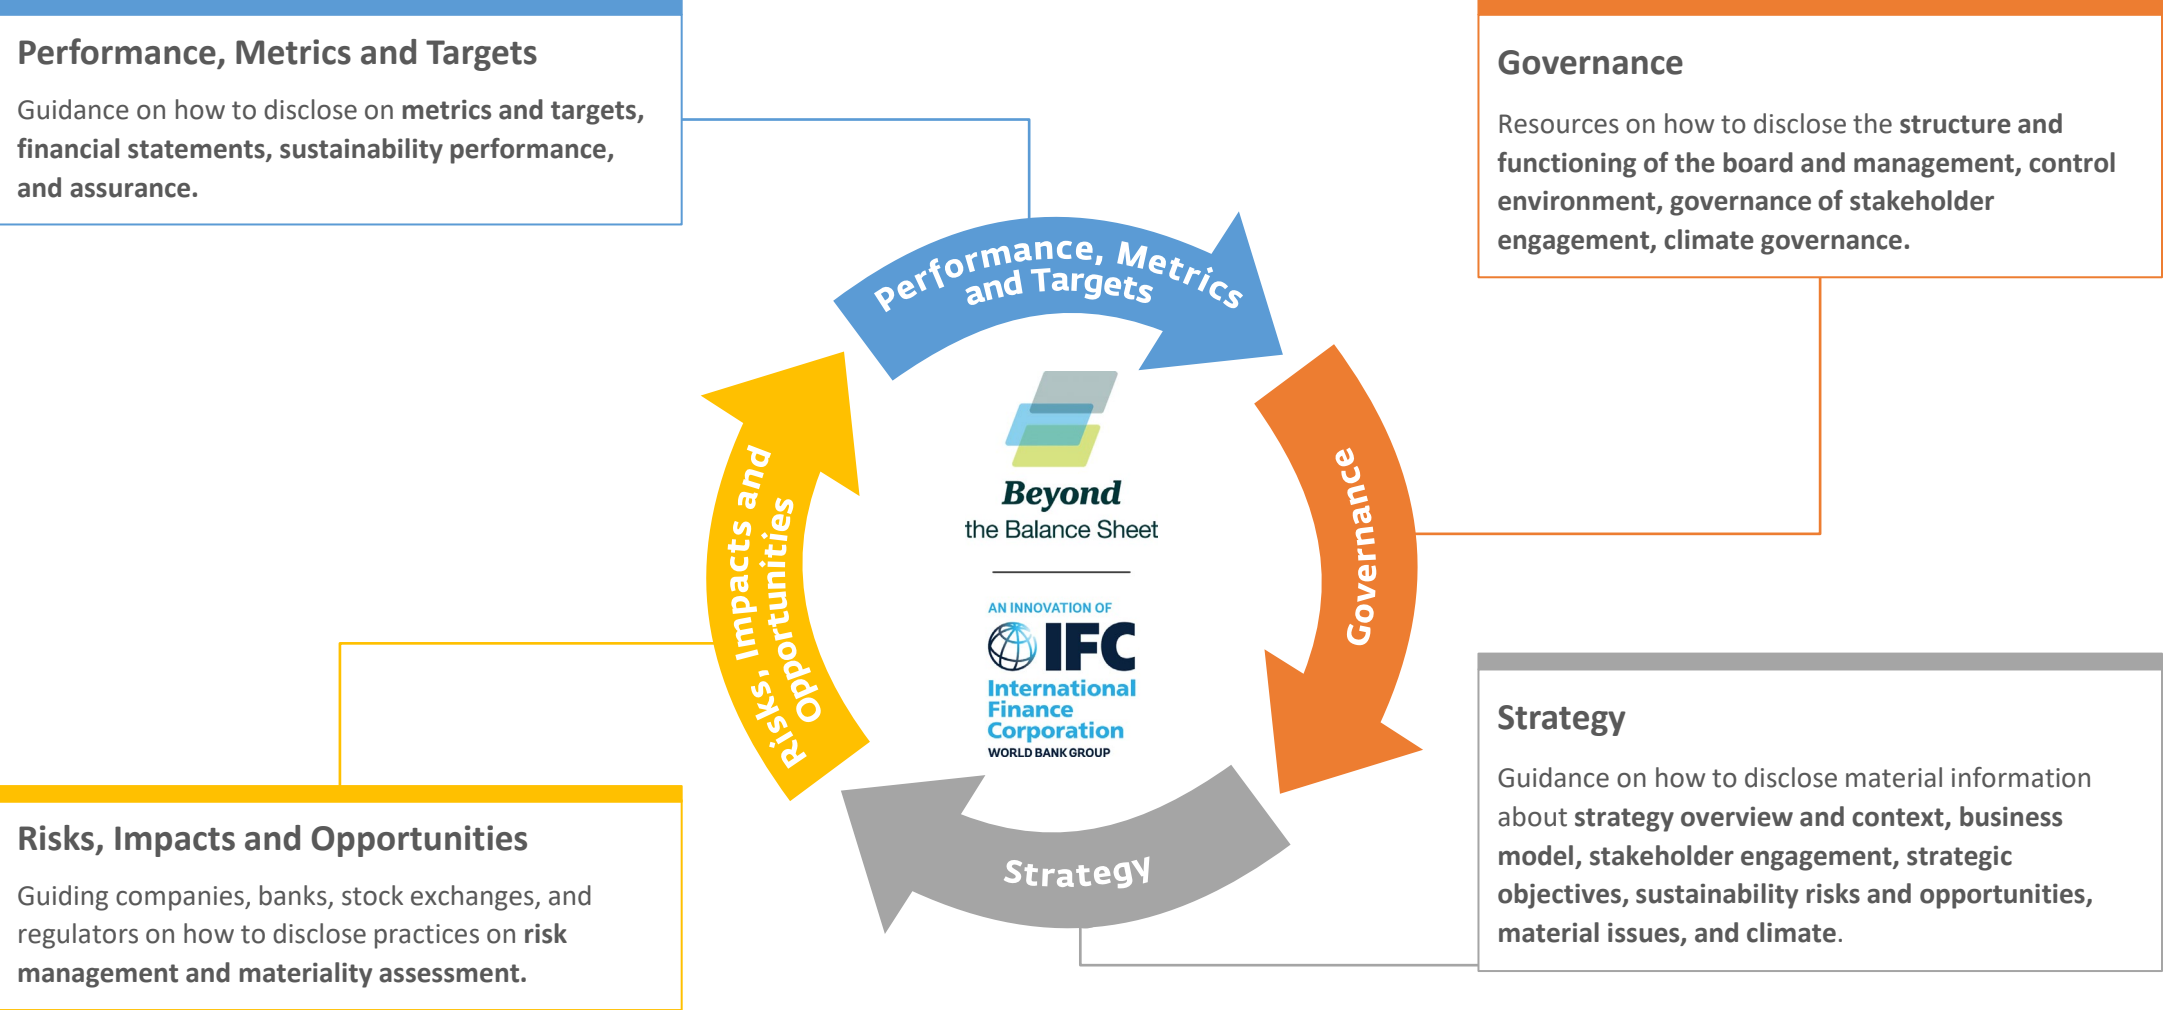 Performance, Metrics and Targets
Guidance on how to disclose on metrics and targets,
financial statements, sustainability performance,
and assurance.
Governance
Resources on how to disclose the structure and
functioning of the board and management, control
environment, governance of stakeholder
engagement, climate governance.
Performance, Metrics
and Targets
Governance
Strategy
Risks, Impacts and
Opportunities
Beyond
the Balance Sheet
AN INNOVATION OF
IFC
International
Finance
Corporation
WORLD BANK GROUP
Risks, Impacts and Opportunities
Guiding companies, banks, stock exchanges, and
regulators on how to disclose practices on risk
management and materiality assessment.
Strategy
Guidance on how to disclose material information
about strategy overview and context, business
model, stakeholder engagement, strategic
objectives, sustainability risks and opportunities,
material issues, and climate.